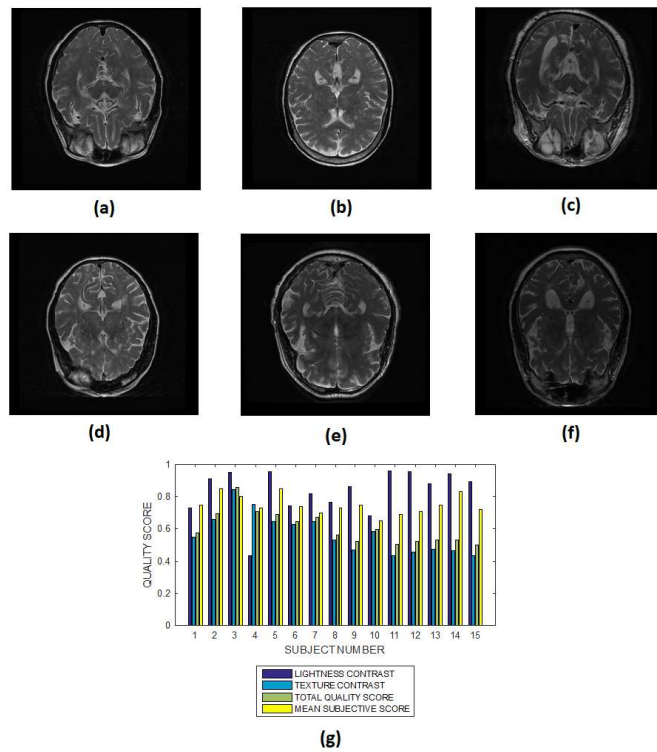 (a)
(b)
(c)
(d)
(e)
(f)
1
0.8
0.6
0.4
0.2
0
QUALITY SCORE
1 2 3 4 5 6 7 8 9 10 11 12 13 14 15
SUBJECT NUMBER
LIGHTNESS CONTRAST
TEXTURE CONTRAST
TOTAL QUALITY SCORE
MEAN SUBJECTIVE SCORE
(g)